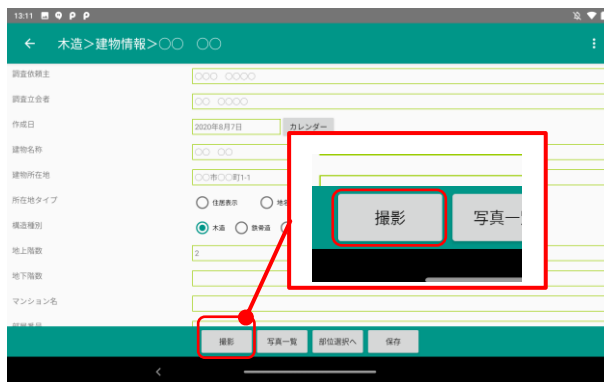 13:11
木造>建物情報>〇〇 〇〇
調査依頼主
〇〇〇 〇〇〇〇
調査立会者
〇〇 〇〇〇〇
作成日
2020年8月7日
カレンダー
建物名称
〇〇 〇〇
建物所在地
〇〇市〇〇町1-1
所在地タイプ
住居表示
地
構造種別
木造
鉄骨造
地上階数
2
地下階数
マンション名
撮影
写真一
撮影
写真一覧
部位選択へ
保存